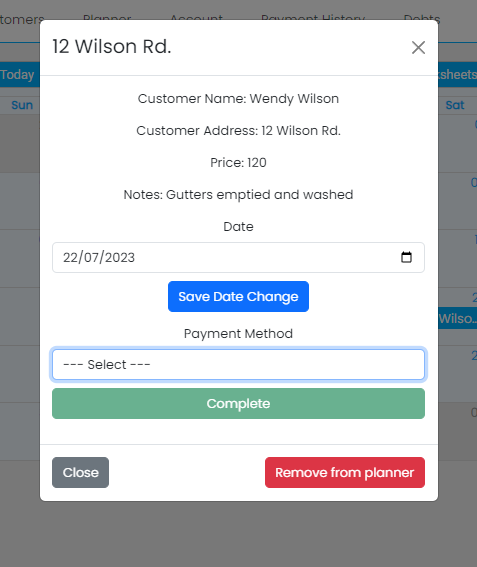 tomers Planner Account Payment History Debts
12 Wilson Rd.
Today
ksheets
Sun
Sat
Customer Name: Wendy Wilson
Customer Address: 12 Wilson Rd.
Price: 120
Notes: Gutters emptied and washed
Date
22/07/2023
Save Date Change
Wilso...
Payment Method
--- Select ---
Complete
Close
Remove from planner